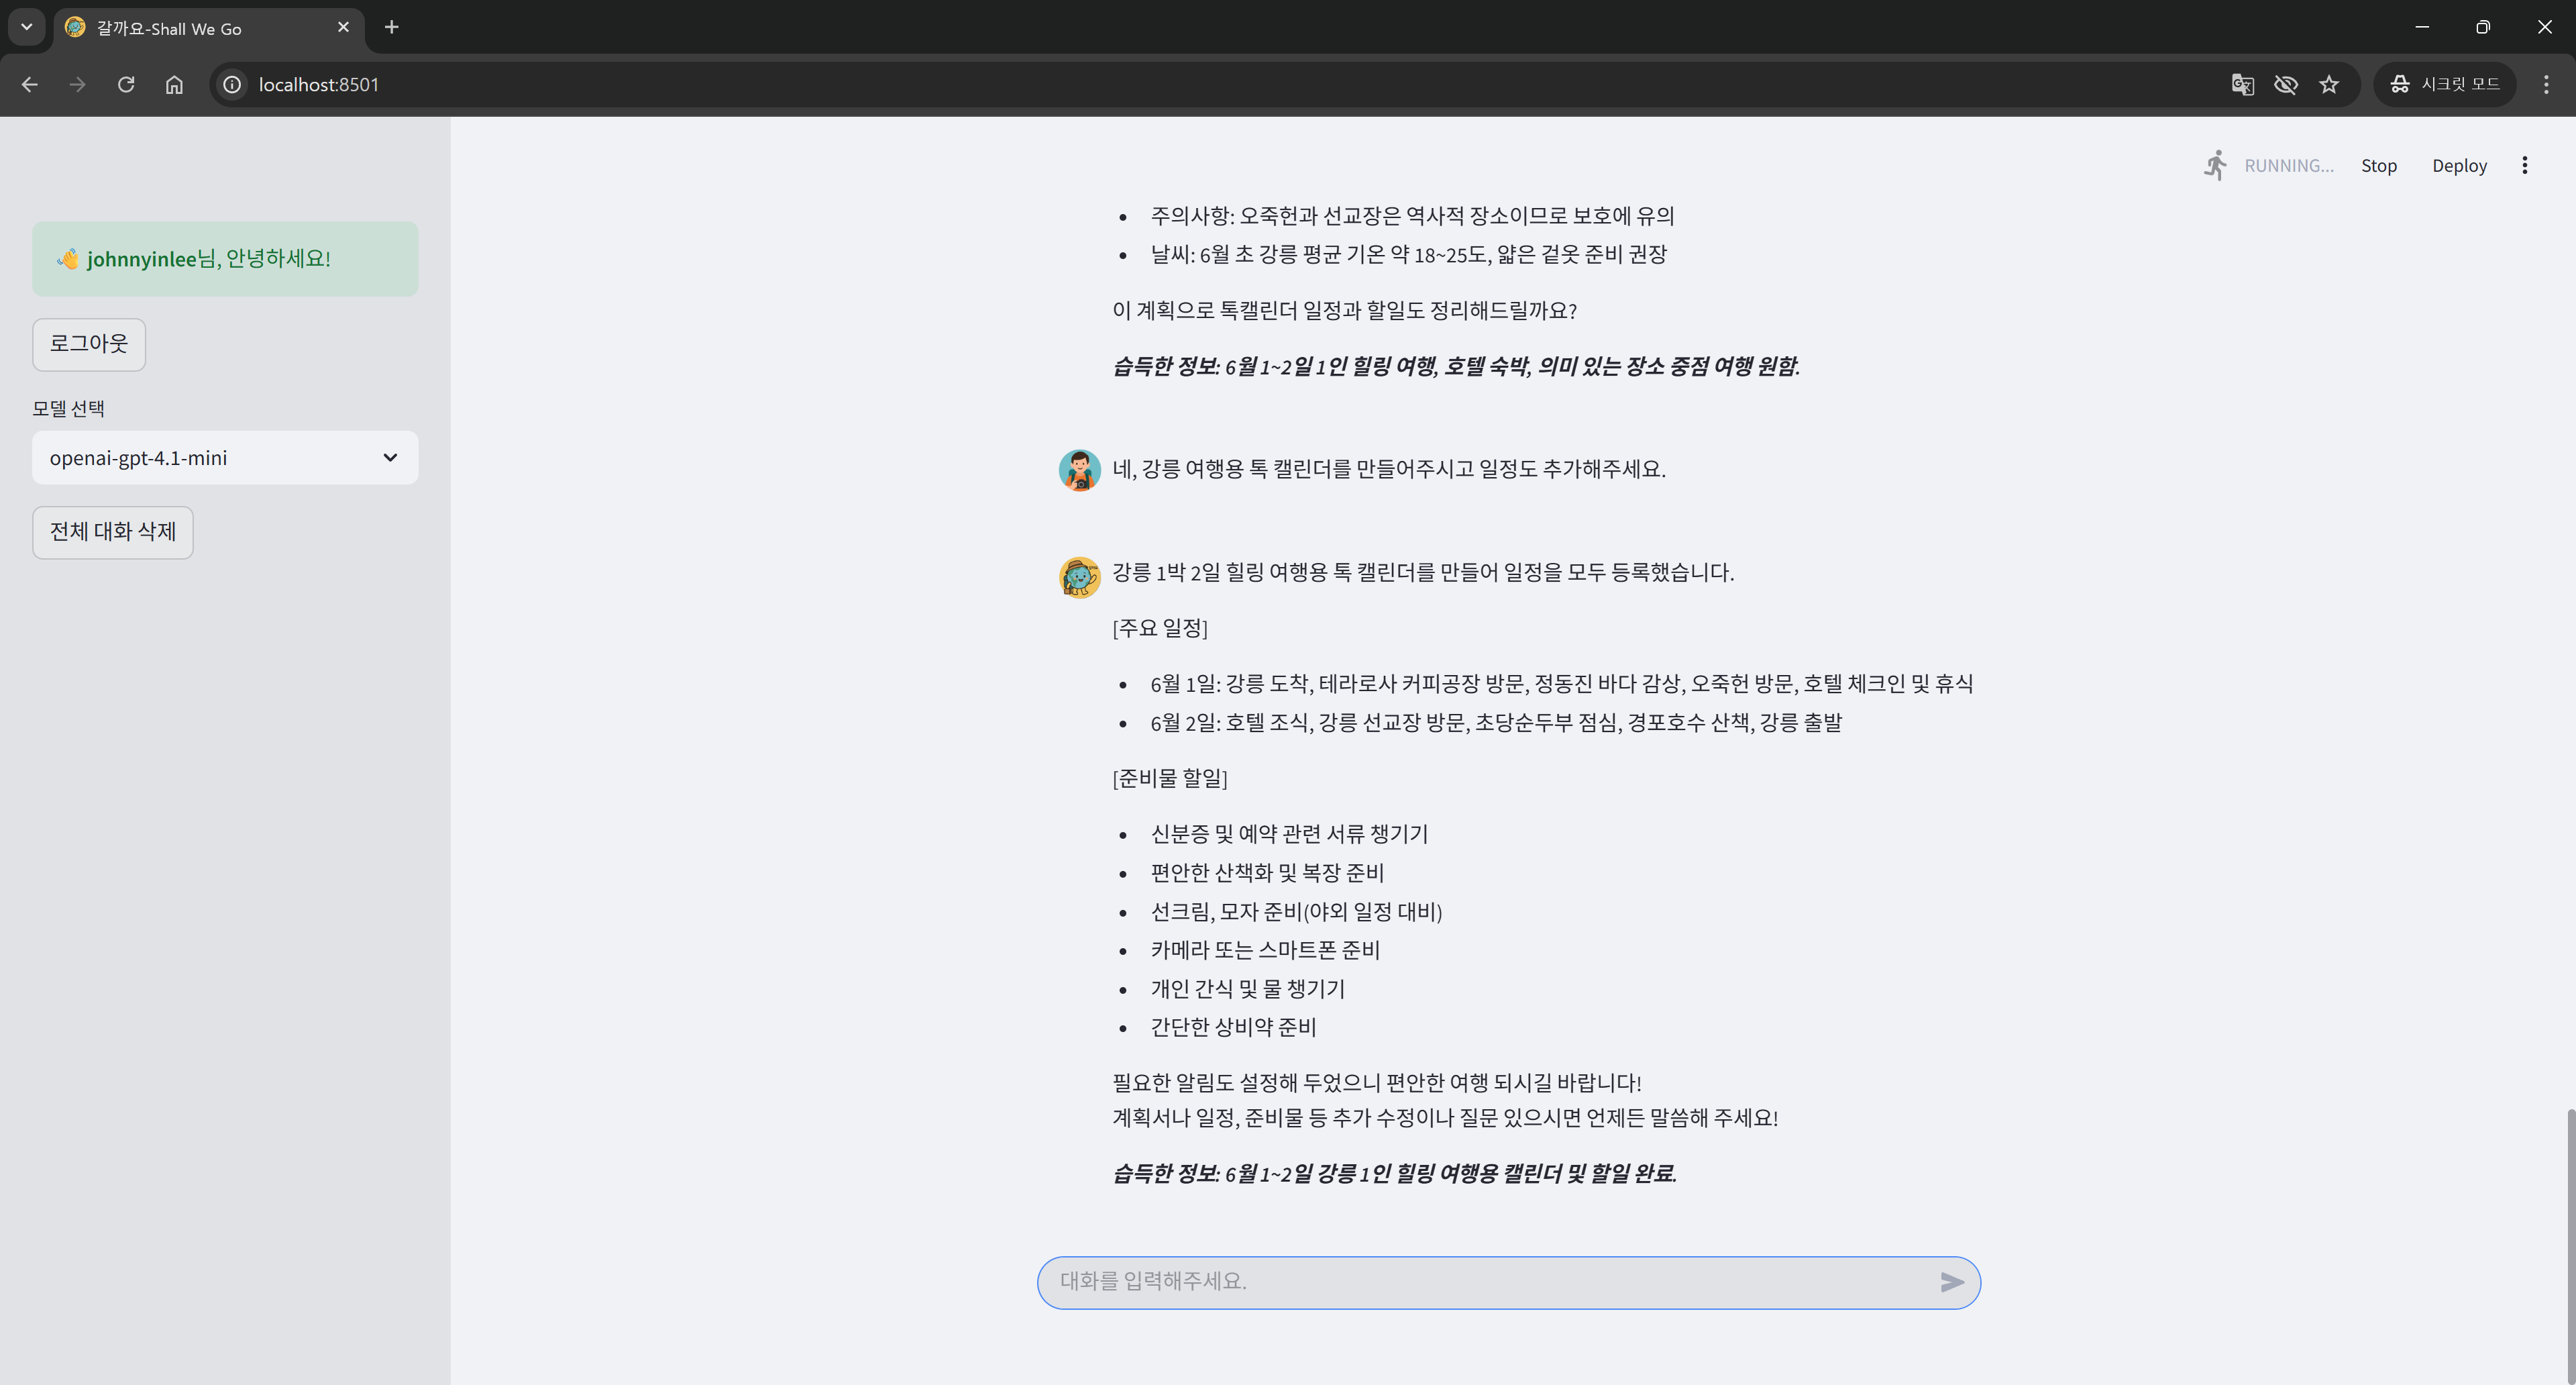 갈까요-Shall We Go
localhost:8501
시크릿 모드
RUNNING...
Stop
Deploy
👋 johnnyinlee님, 안녕하세요!
로그아웃
모델 선택
openai-gpt-4.1-mini
전체 대화 삭제
• 주의사항: 오죽헌과 선교장은 역사적 장소이므로 보호에 유의
• 날씨: 6월 초 강릉 평균 기온 약 18~25도, 얇은 겉옷 준비 권장
이 계획으로 톡캘린더 일정과 할일도 정리해드릴까요?
습득한 정보: 6월 1~2일 1인 힐링 여행, 호텔 숙박, 의미 있는 장소 중점 여행 원함.
네, 강릉 여행용 톡 캘린더를 만들어주시고 일정도 추가해주세요.
강릉 1박 2일 힐링 여행용 톡 캘린더를 만들어 일정을 모두 등록했습니다.
[주요 일정]
• 6월 1일: 강릉 도착, 테라로사 커피공장 방문, 정동진 바다 감상, 오죽헌 방문, 호텔 체크인 및 휴식
• 6월 2일: 호텔 조식, 강릉 선교장 방문, 초당순두부 점심, 경포호수 산책, 강릉 출발
[준비물 할일]
• 신분증 및 예약 관련 서류 챙기기
• 편안한 산책화 및 복장 준비
• 선크림, 모자 준비(야외 일정 대비)
• 카메라 또는 스마트폰 준비
• 개인 간식 및 물 챙기기
• 간단한 상비약 준비
필요한 알림도 설정해 두었으니 편안한 여행 되시길 바랍니다!
계획서나 일정, 준비물 등 추가 수정이나 질문 있으시면 언제든 말씀해 주세요!
습득한 정보: 6월 1~2일 강릉 1인 힐링 여행용 캘린더 및 할일 완료.
대화를 입력해주세요.